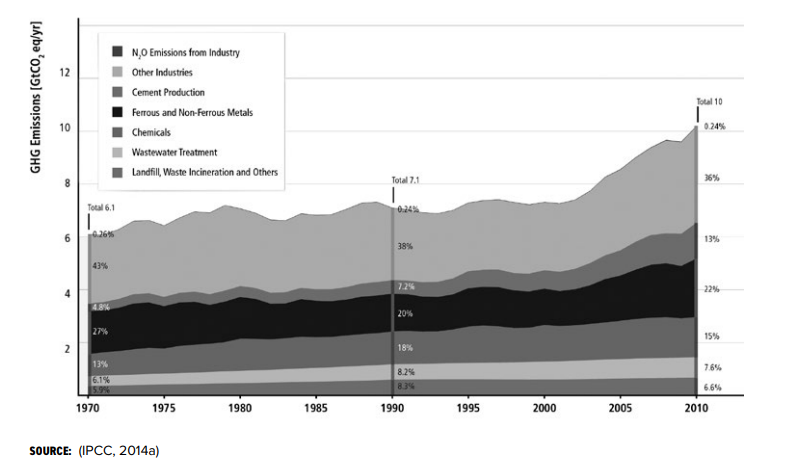 GHG Emissions [GtCO2 eq/yr]
N2O Emissions from Industry
Other Industries
Cement Production
Ferrous and Non-Ferrous Metals
Chemicals
Wastewater Treatment
Landfill, Waste Incineration and Others
12
10
8
6
4
2
Total 6.1
0.26%
43%
4.8%
27%
13%
6.1%
5.9%
Total 7.1
0.24%
38%
7.2%
20%
18%
8.2%
8.3%
Total 10
0.24%
36%
13%
22%
15%
7.6%
6.6%
1970 1975 1980 1985 1990 1995 2000 2005 2010
SOURCE: (IPCC, 2014a)